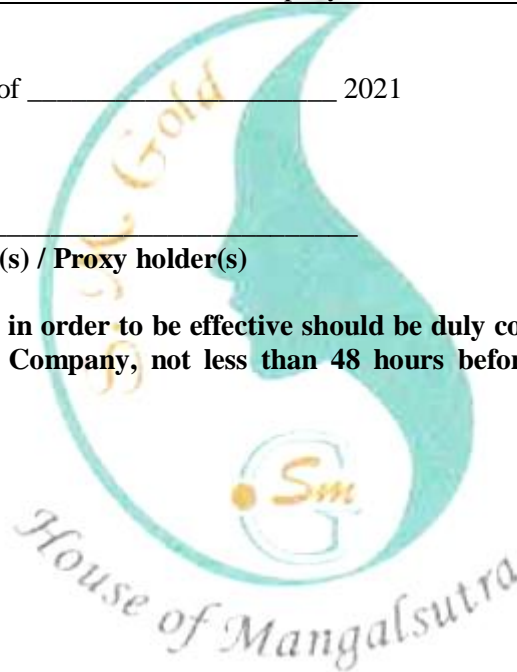 of ______________________ 2021
(s) / Proxy holder(s)
in order to be effective should be duly co
Company, not less than 48 hours befor
Gold
Sm
G
House of Mangalsutra